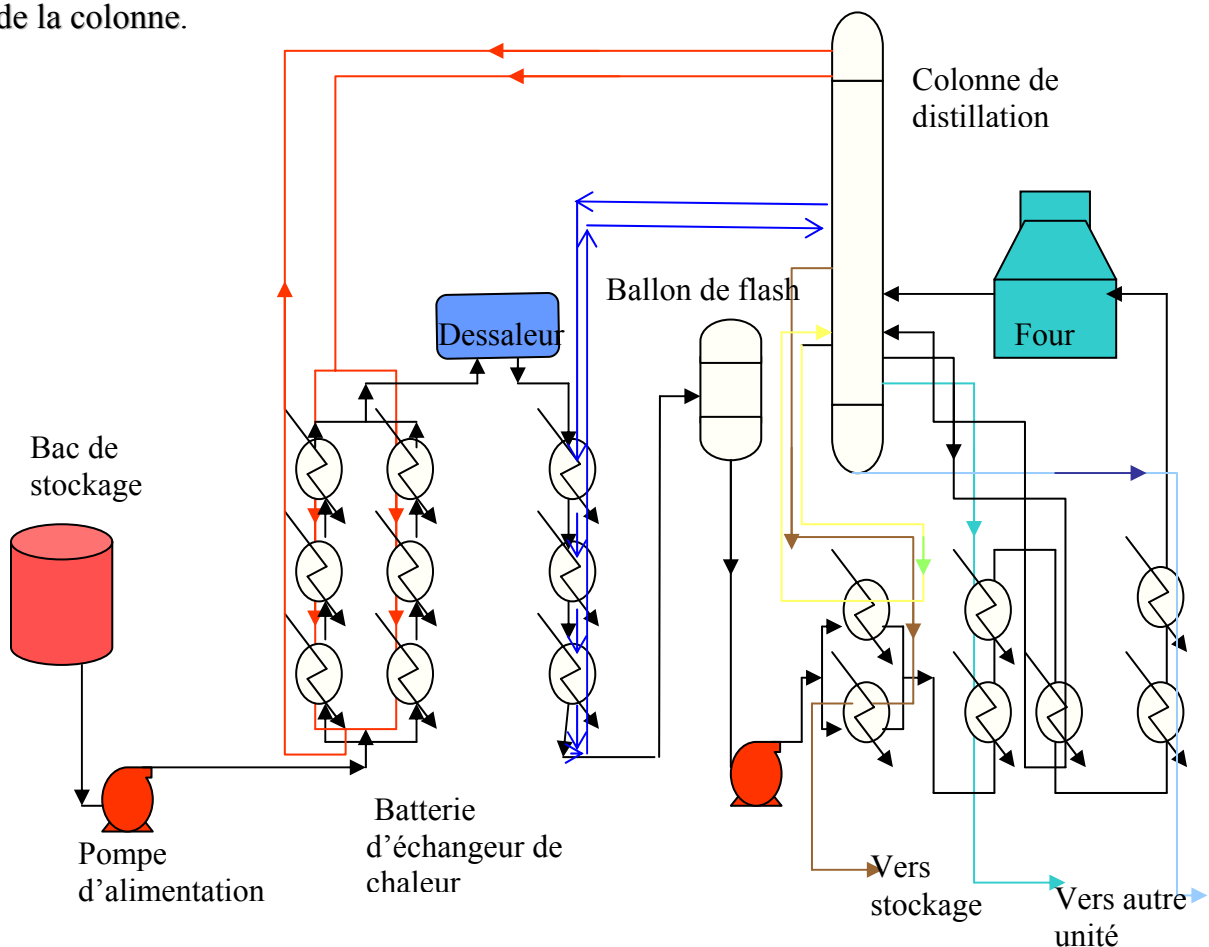 de la colonne.
Colonne de
distillation
Ballon de flash
Dessaleur
Four
Bac de
stockage
Batterie
d’échangeur de
chaleur
Pompe
d’alimentation
Vers
stockage
Vers autre
unité